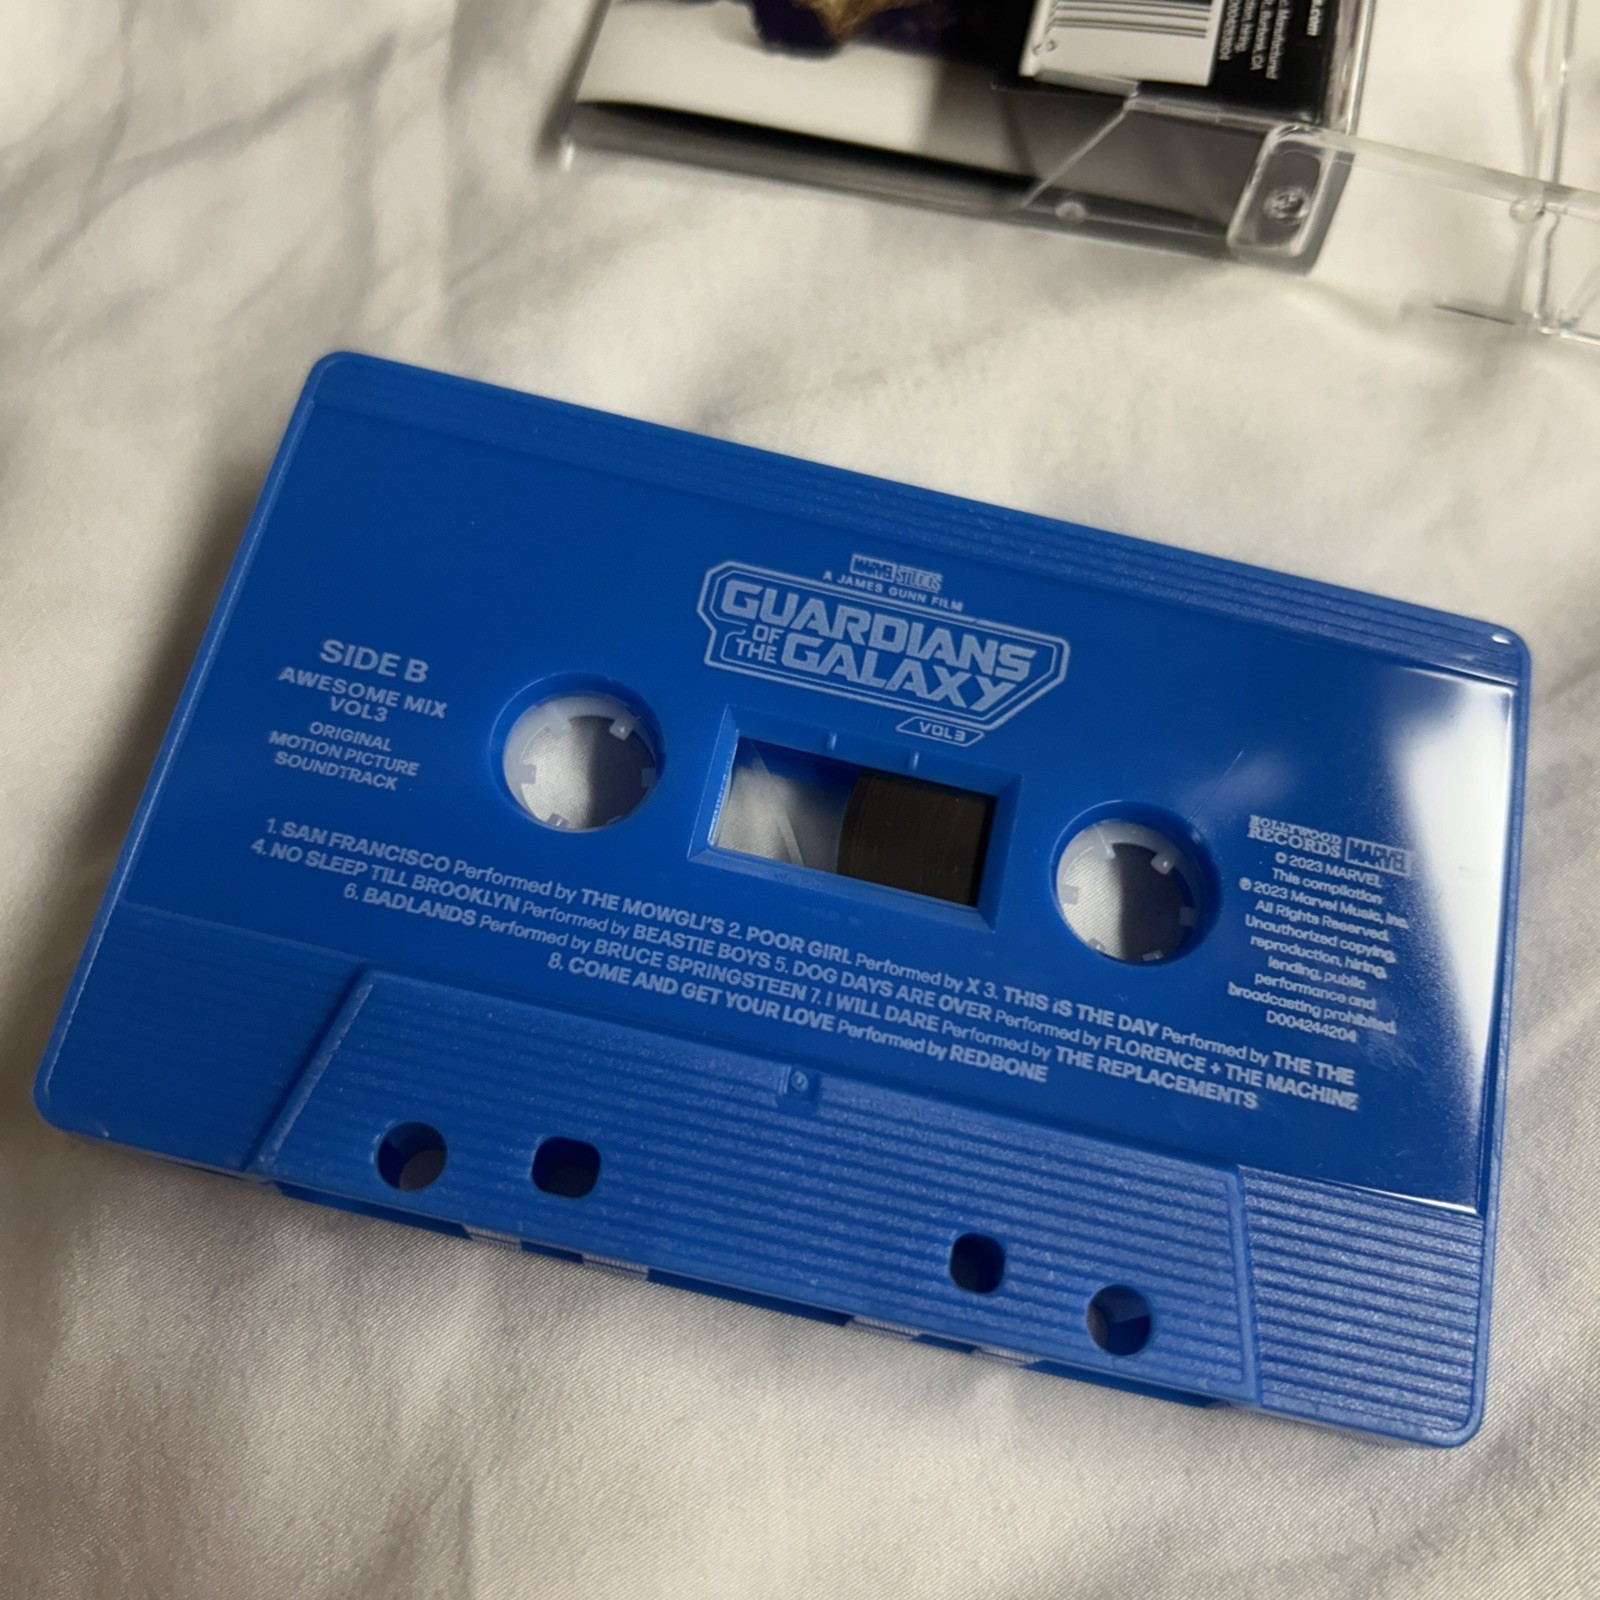 MARVEL STUDIOS
A JAMES GUNN FILM
GUARDIANS
OF
THE GALAXY
VOL 3
SIDE B
AWESOME MIX
VOL3
ORIGINAL
MOTION PICTURE
SOUNDTRACK
1. SAN FRANCISCO Performed by THE MOWGLI'S 2. POOR GIRL Performed by X 3. THIS IS THE DAY Performed by THE THE
4. NO SLEEP TILL BROOKLYN Performed by BEASTIE BOYS 5. DOG DAYS ARE OVER Performed by FLORENCE + THE MACHINE
6. BADLANDS Performed by BRUCE SPRINGSTEEN 7. I WILL DARE Performed by THE REPLACEMENTS
8. COME AND GET YOUR LOVE Performed by REDBONE
HOLLYWOOD
RECORDS MARVEL
© 2023 MARVEL
This compilation
℗ 2023 Marvel Music, Inc.
All Rights Reserved.
Unauthorized copying,
reproduction, hiring,
lending, public
performance and
broadcasting prohibited.
D004244204